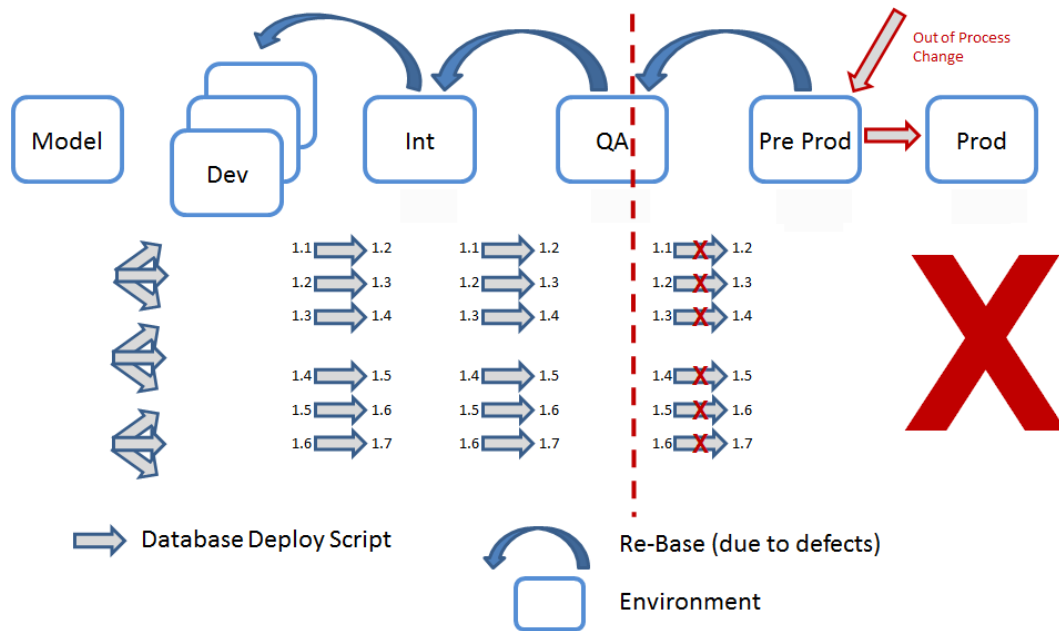 Out of Process
Change
Model
Dev
Int
QA
Pre Prod
Prod
1.1 1.2 1.1 1.2 1.1 X 1.2
1.2 1.3 1.2 1.3 1.2 X 1.3
1.3 1.4 1.3 1.4 1.3 X 1.4
1.4 1.5 1.4 1.5 1.4 X 1.5
1.5 1.6 1.5 1.6 1.5 X 1.6
1.6 1.7 1.6 1.7 1.6 X 1.7
X
Database Deploy Script
Re-Base (due to defects)
Environment